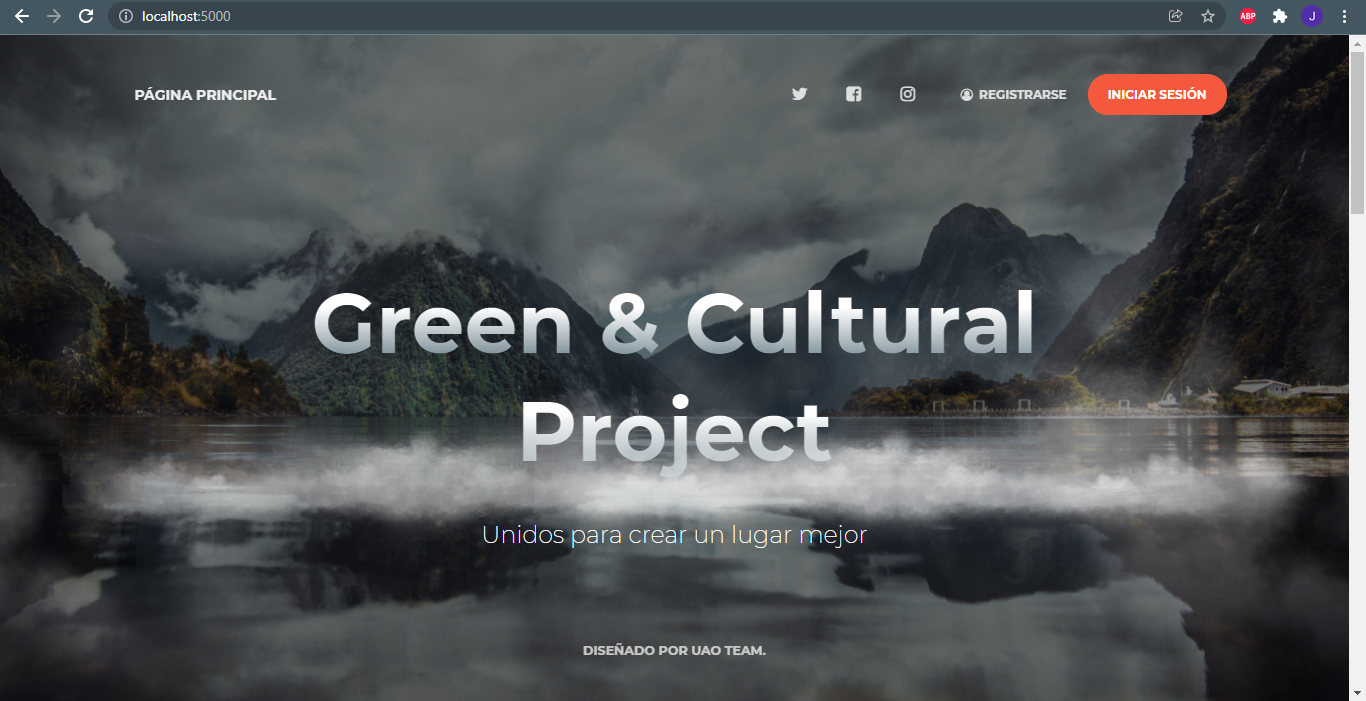 localhost:5000
ABP
J
PÁGINA PRINCIPAL
REGISTRARSE
INICIAR SESIÓN
Green & Cultural
Project
Unidos para crear un lugar mejor
DISEÑADO POR UAO TEAM.